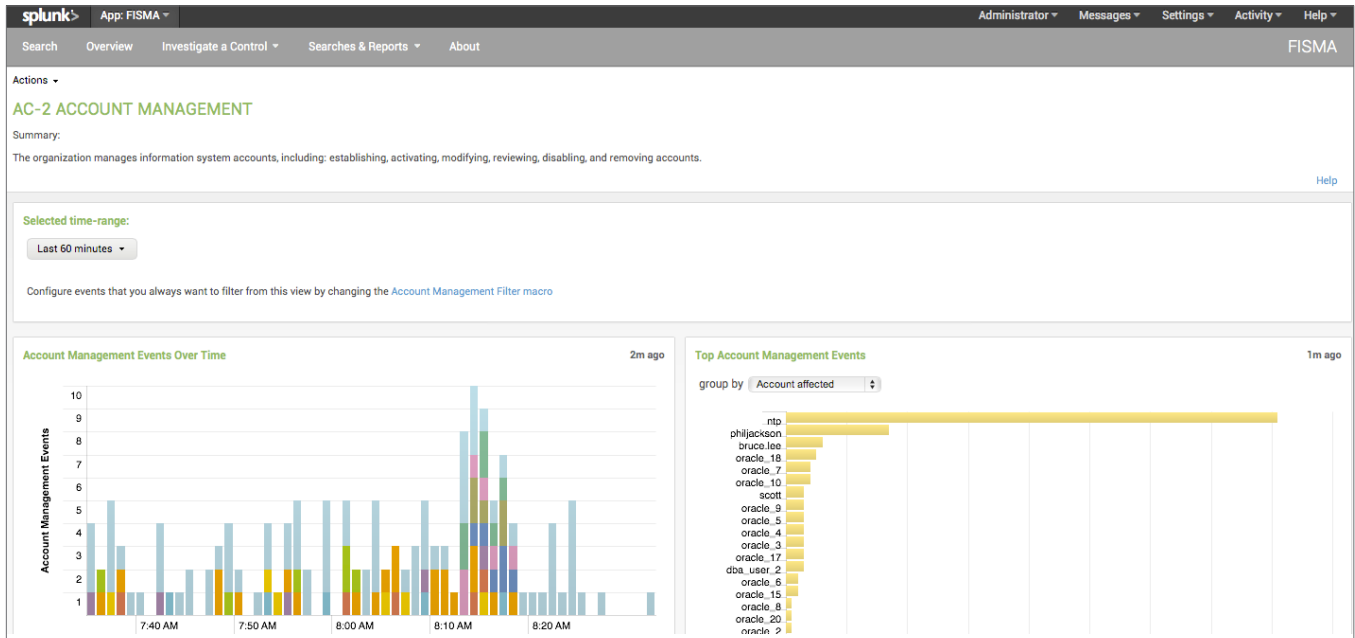 splunk> App: FISMA Administrator Messages Settings Activity Help
Search Overview Investigate a Control Searches & Reports About FISMA
Actions
AC-2 ACCOUNT MANAGEMENT
Summary:
The organization manages information system accounts, including: establishing, activating, modifying, reviewing, disabling, and removing accounts.
Help
Selected time-range:
Last 60 minutes
Configure events that you always want to filter from this view by changing the Account Management Filter macro
Account Management Events Over Time 2m ago
Account Management Events
10
9
8
7
6
5
4
3
2
1
7:40 AM 7:50 AM 8:00 AM 8:10 AM 8:20 AM
Top Account Management Events 1m ago
group by Account affected
ntp
philjackson
bruce.lee
oracle_18
oracle_7
oracle_10
scott
oracle_9
oracle_5
oracle_4
oracle_3
oracle_17
dba_user_2
oracle_6
oracle_15
oracle_8
oracle_20
oracle_2